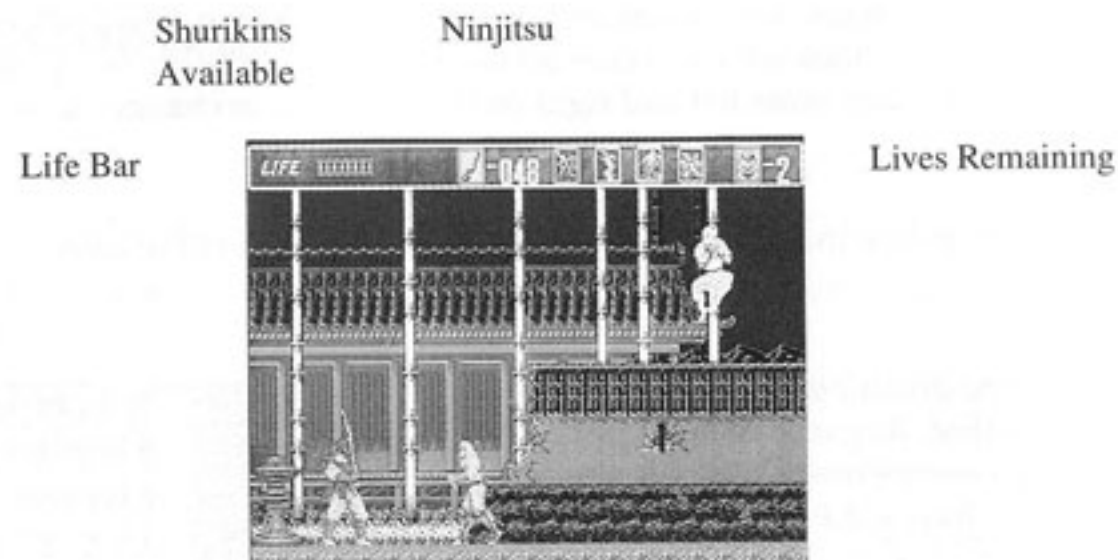 Shurikins Ninjitsu
Available
Life Bar
Lives Remaining
LIFE -048 -2